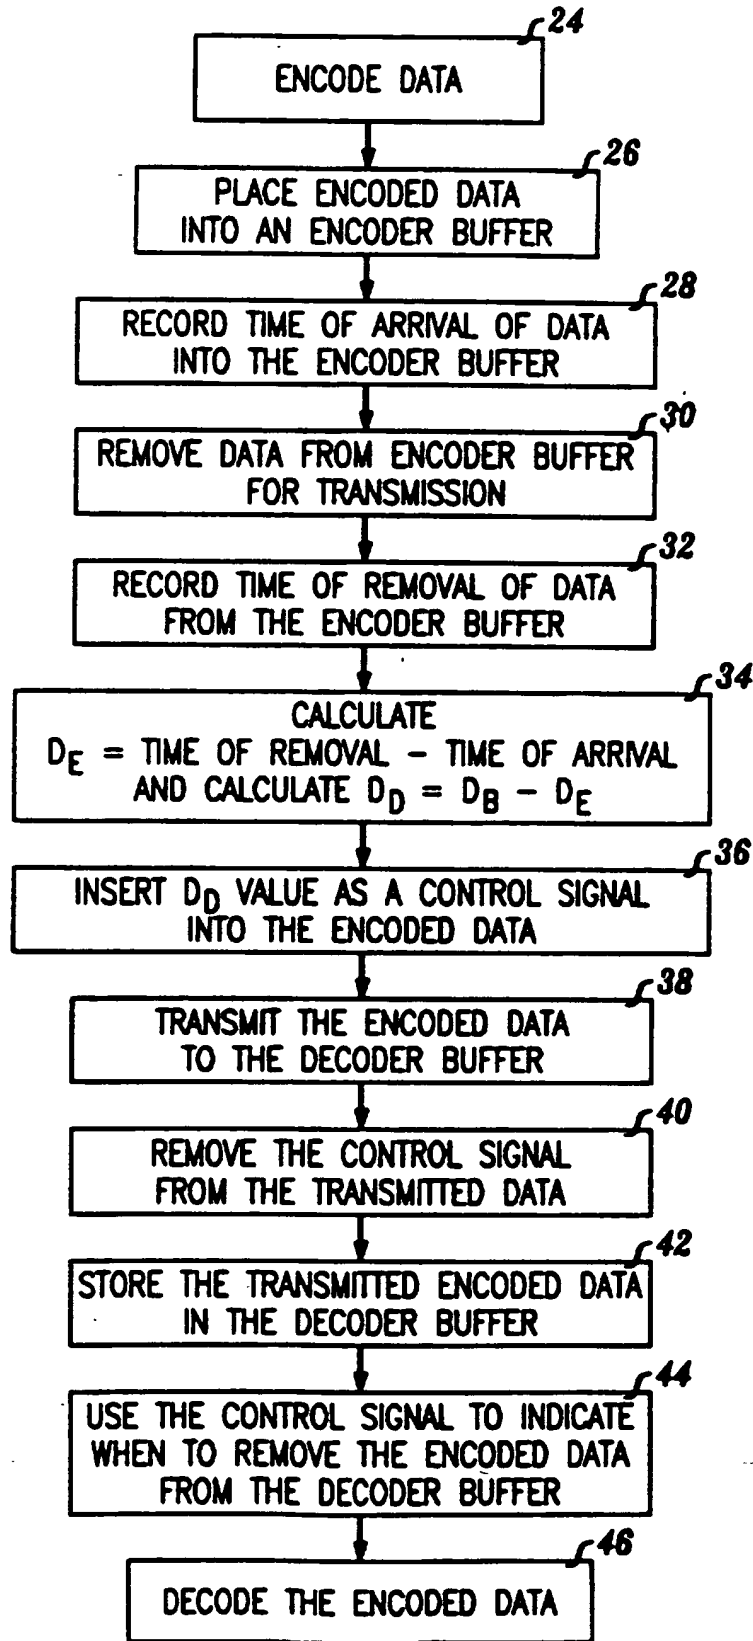 24
ENCODE DATA
26
PLACE ENCODED DATA
INTO AN ENCODER BUFFER
28
RECORD TIME OF ARRIVAL OF DATA
INTO THE ENCODER BUFFER
30
REMOVE DATA FROM ENCODER BUFFER
FOR TRANSMISSION
32
RECORD TIME OF REMOVAL OF DATA
FROM THE ENCODER BUFFER
34
CALCULATE
D_E = TIME OF REMOVAL - TIME OF ARRIVAL
AND CALCULATE D_D = D_B - D_E
36
INSERT D_D VALUE AS A CONTROL SIGNAL
INTO THE ENCODED DATA
38
TRANSMIT THE ENCODED DATA
TO THE DECODER BUFFER
40
REMOVE THE CONTROL SIGNAL
FROM THE TRANSMITTED DATA
42
STORE THE TRANSMITTED ENCODED DATA
IN THE DECODER BUFFER
44
USE THE CONTROL SIGNAL TO INDICATE
WHEN TO REMOVE THE ENCODED DATA
FROM THE DECODER BUFFER
46
DECODE THE ENCODED DATA